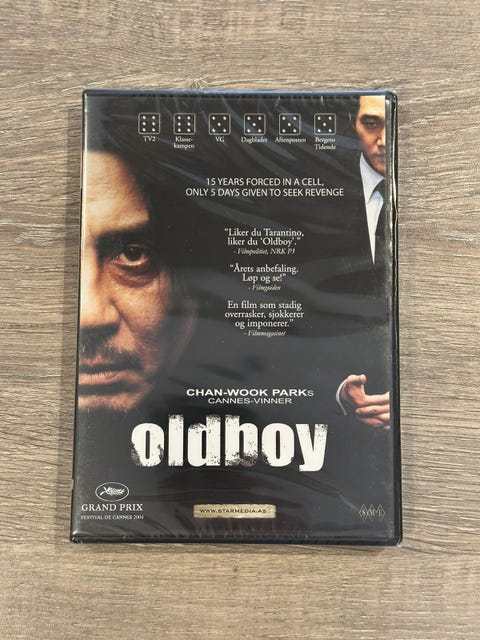 TV2
Klasse-
kampen
VG
Dagbladet
Aftenposten
Bergens
Tidende
15 YEARS FORCED IN A CELL,
ONLY 5 DAYS GIVEN TO SEEK REVENGE
“Liker du Tarantino,
liker du ‘Oldboy’.”
- Filmpolitiet, NRK P3
“Årets anbefaling.
Løp og se!”
- Filmguiden
En film som stadig
overrasker, sjokkerer
og imponerer.”
- Filmmagasinet
CHAN-WOOK PARKs
CANNES-VINNER
oldboy
GRAND PRIX
FESTIVAL DE CANNES 2004
WWW.STARMEDIA.AS